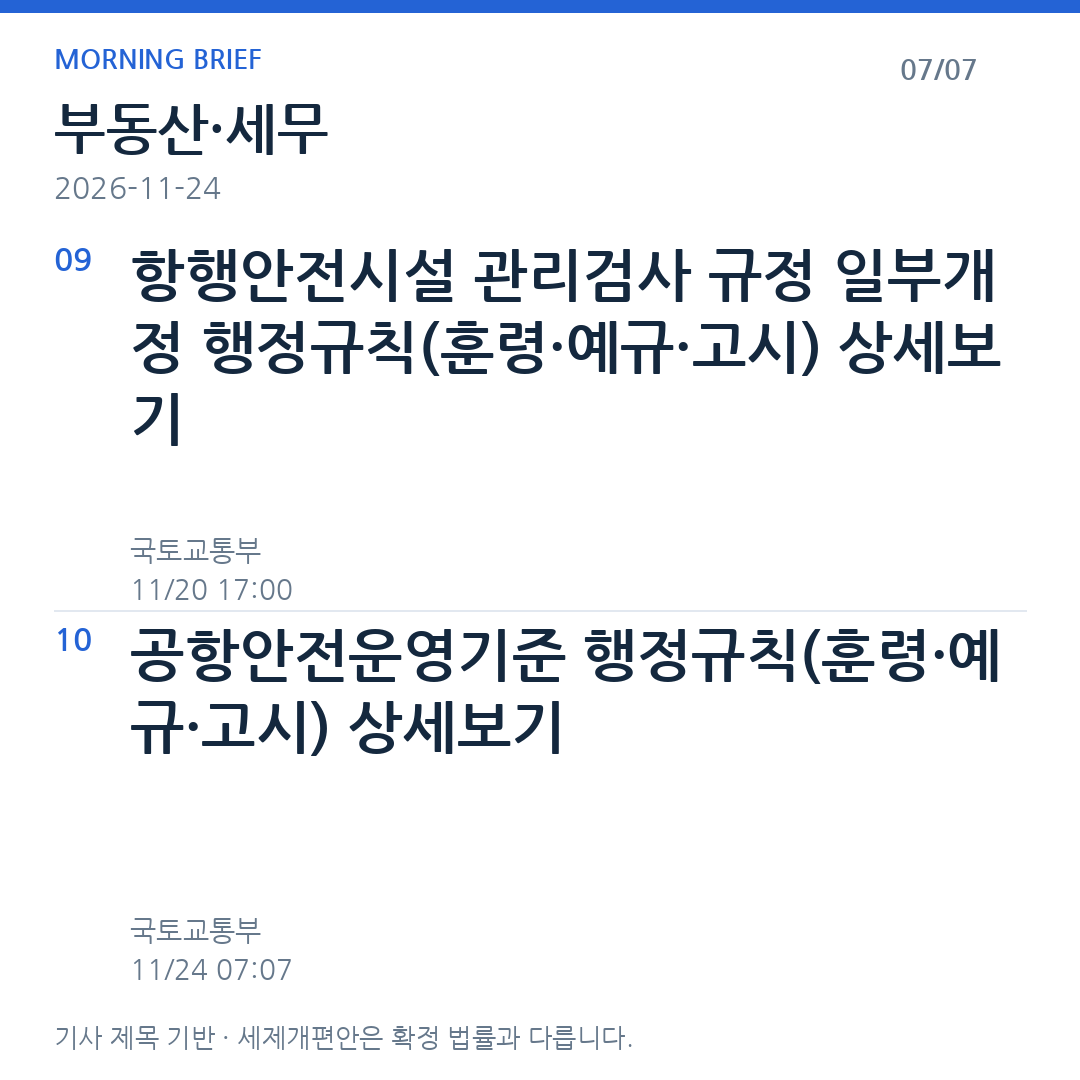 MORNING BRIEF
07/07
부동산·세무
2026-11-24
09
항행안전시설 관리검사 규정 일부개
정 행정규칙(훈령·예규·고시) 상세보
기
국토교통부
11/20 17:00
10
공항안전운영기준 행정규칙(훈령·예
규·고시) 상세보기
국토교통부
11/24 07:07
기사 제목 기반 · 세제개편안은 확정 법률과 다릅니다.